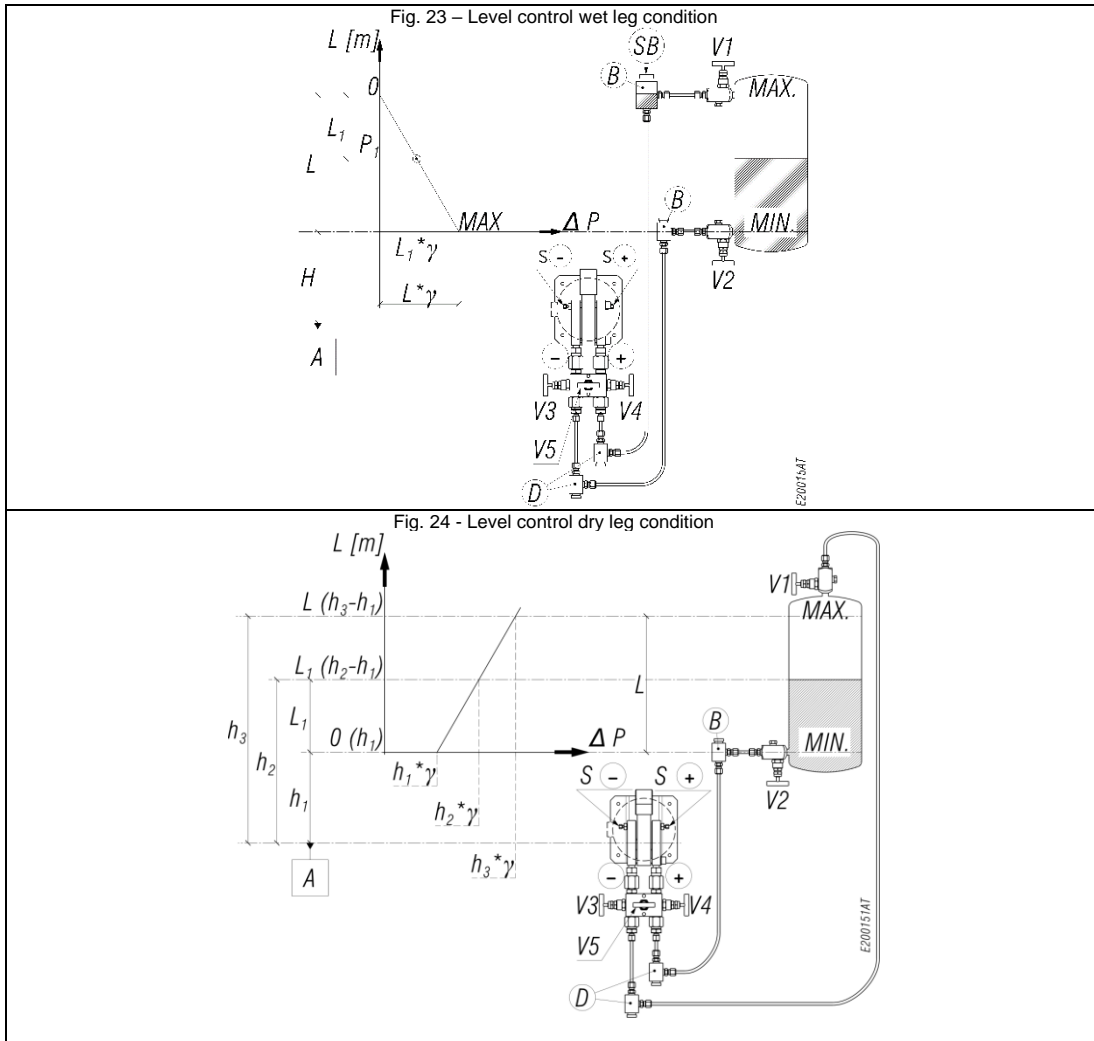 Fig. 23 – Level control wet leg condition
L [m]
SB
V1
B
0
MAX.
L1
P1
L
B
MAX
Δ P
MIN.
L1*γ
V2
H
S - S +
L*γ
A
- +
V3 V4
V5
D
E20015AT
Fig. 24 - Level control dry leg condition
L [m]
V1
L (h3-h1)
MAX.
L1 (h2-h1)
L
h3
L1
B
h2
0 (h1)
Δ P
MIN.
h1*γ
V2
h1
S - S +
h2*γ
h3*γ
A
- +
V3 V4
V5
E200151AT
D